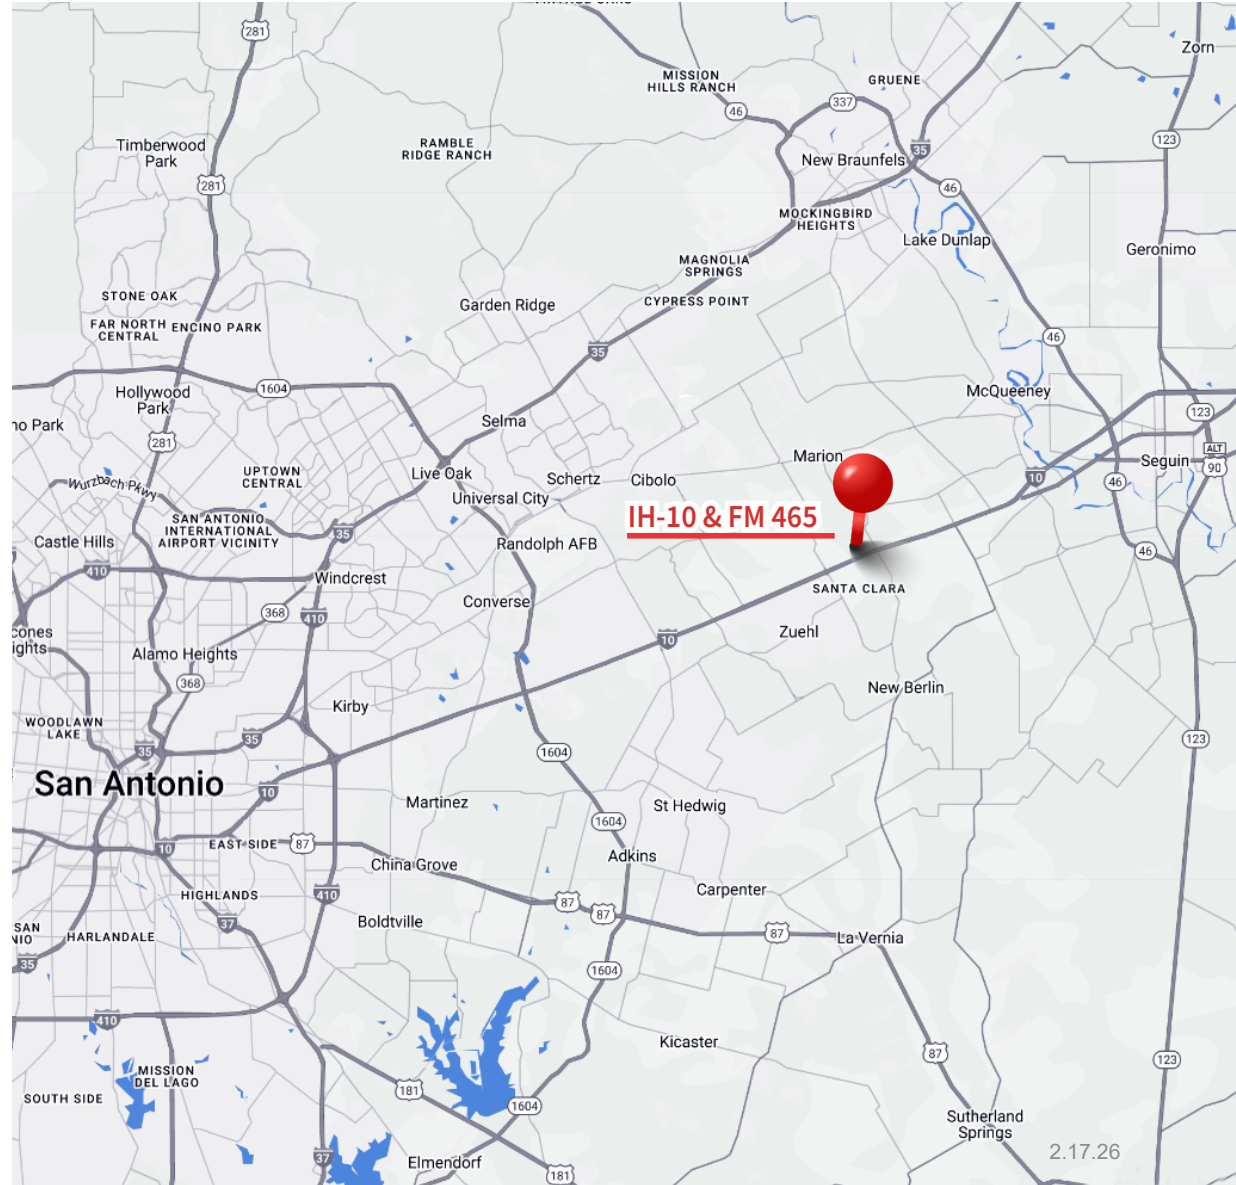 281
Zorn
MISSION
HILLS RANCH
GRUENE
46
337
123
Timberwood
Park
RAMBLE
RIDGE RANCH
35
New Braunfels
281
46
MOCKINGBIRD
HEIGHTS
Lake Dunlap
Geronimo
MAGNOLIA
SPRINGS
STONE OAK
CYPRESS POINT
Garden Ridge
FAR NORTH
CENTRAL
ENCINO PARK
46
35
1604
Hollywood
Park
McQueeney
123
no Park
Selma
281
ALT
90
Marion
Seguin
Live Oak
UPTOWN
CENTRAL
Schertz
Cibolo
10
46
Wurzbach Pkwy
Universal City
IH-10 & FM 465
SAN ANTONIO
INTERNATIONAL
AIRPORT VICINITY
35
Castle Hills
Randolph AFB
46
410
Windcrest
SANTA CLARA
Converse
368
410
cones
ights
Zuehl
10
Alamo Heights
368
New Berlin
Kirby
WOODLAWN
LAKE
35
35
123
1604
San Antonio
10
Martinez
St Hedwig
1604
10
EAST SIDE
87
Adkins
China Grove
HIGHLANDS
410
Carpenter
87
87
Boldtville
37
SAN
NIO
HARLANDALE
87
La Vernia
35
1604
410
Kicaster
87
123
MISSION
DEL LAGO
181
SOUTH SIDE
1604
Sutherland
Springs
2.17.26
37
Elmendorf
181